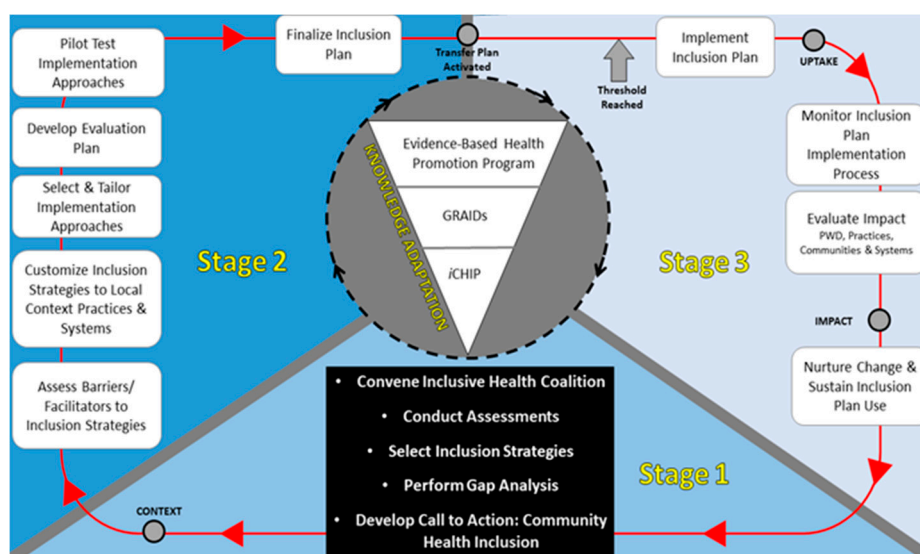 Pilot Test
Implementation
Approaches
Finalize Inclusion
Plan
Transfer Plan
Activated
Implement
Inclusion Plan
UPTAKE
Threshold
Reached
Develop Evaluation
Plan
Select & Tailor
Implementation
Approaches
Customize Inclusion
Strategies to Local
Context Practices &
Systems
Assess Barriers/
Facilitators to
Inclusion Strategies
Stage 2
KNOWLEDGE ADAPTATION
Evidence-Based Health
Promotion Program
GRAIDs
iCHIP
Stage 3
Monitor Inclusion
Plan
Implementation
Process
Evaluate Impact
PWD, Practices,
Communities & Systems
IMPACT
Nurture Change &
Sustain Inclusion
Plan Use
• Convene Inclusive Health Coalition
• Conduct Assessments
• Select Inclusion Strategies
• Perform Gap Analysis
• Develop Call to Action: Community
Health Inclusion
Stage 1
CONTEXT